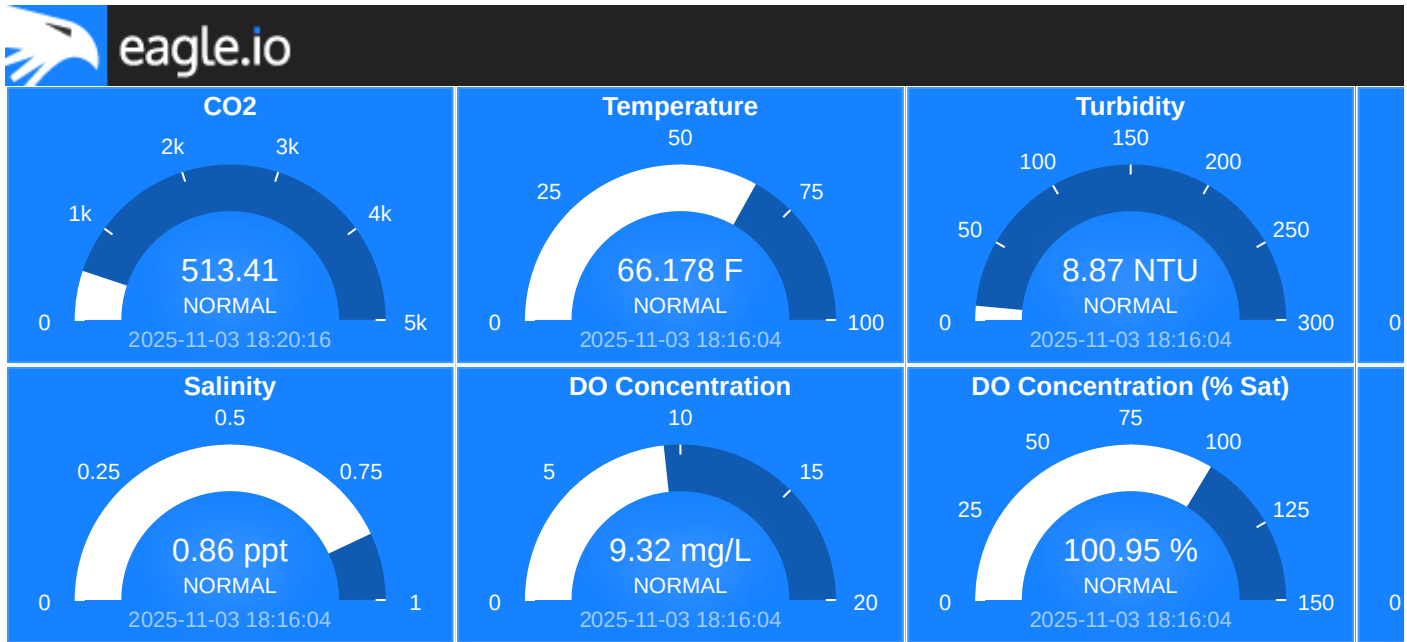 eagle.io
CO2
0
1k
2k
3k
4k
5k
513.41
NORMAL
2025-11-03 18:20:16
Temperature
0
25
50
75
100
66.178 F
NORMAL
2025-11-03 18:16:04
Turbidity
0
50
100
150
200
250
300
8.87 NTU
NORMAL
2025-11-03 18:16:04
0
Salinity
0
0.25
0.5
0.75
1
0.86 ppt
NORMAL
2025-11-03 18:16:04
DO Concentration
0
5
10
15
20
9.32 mg/L
NORMAL
2025-11-03 18:16:04
DO Concentration (% Sat)
0
25
50
75
100
125
150
100.95 %
NORMAL
2025-11-03 18:16:04
0